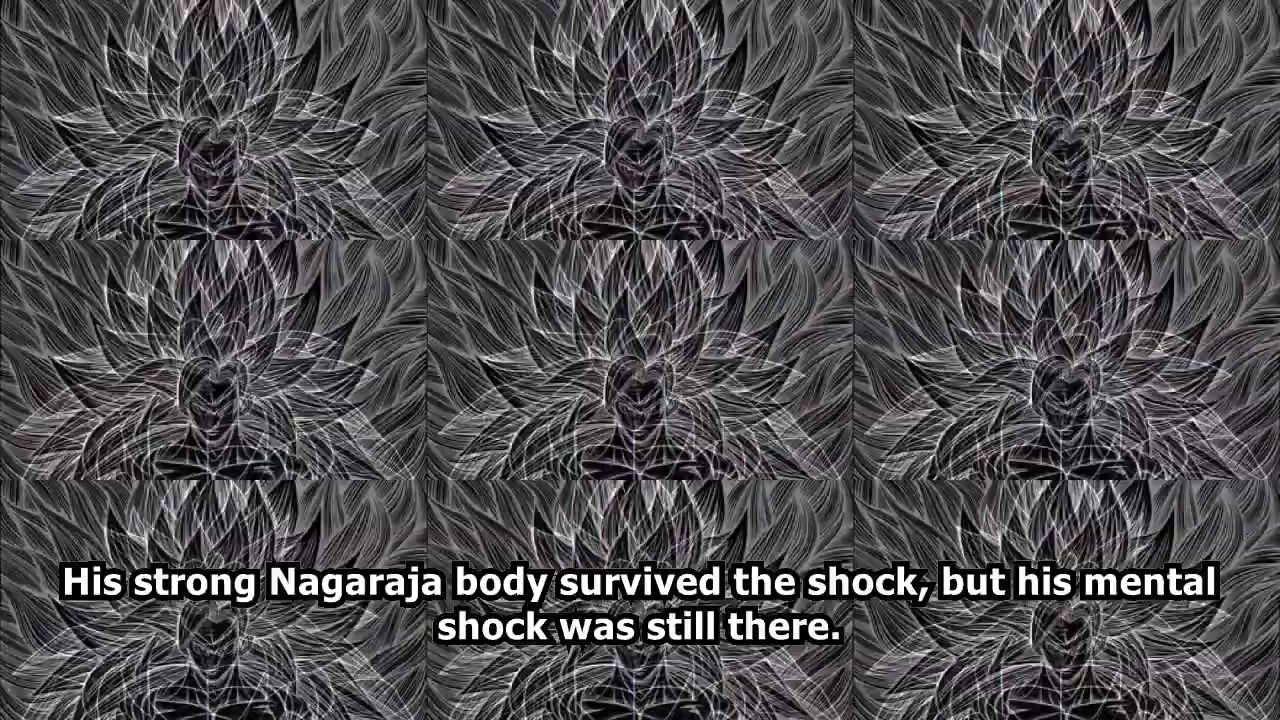 His strong Nagaraja body survived the shock, but his mental
shock was still there.